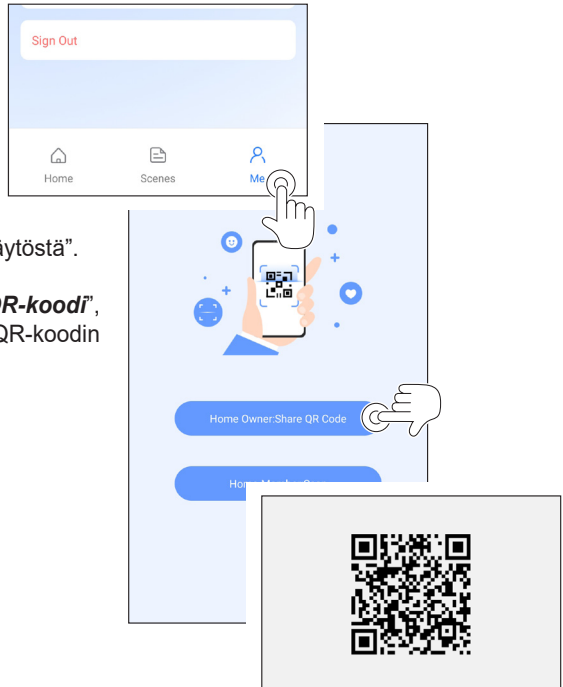 Sign Out
Home
Scenes
Me
äytöstä”.
QR-koodi”,
QR-koodin
Home Owner:Share QR Code